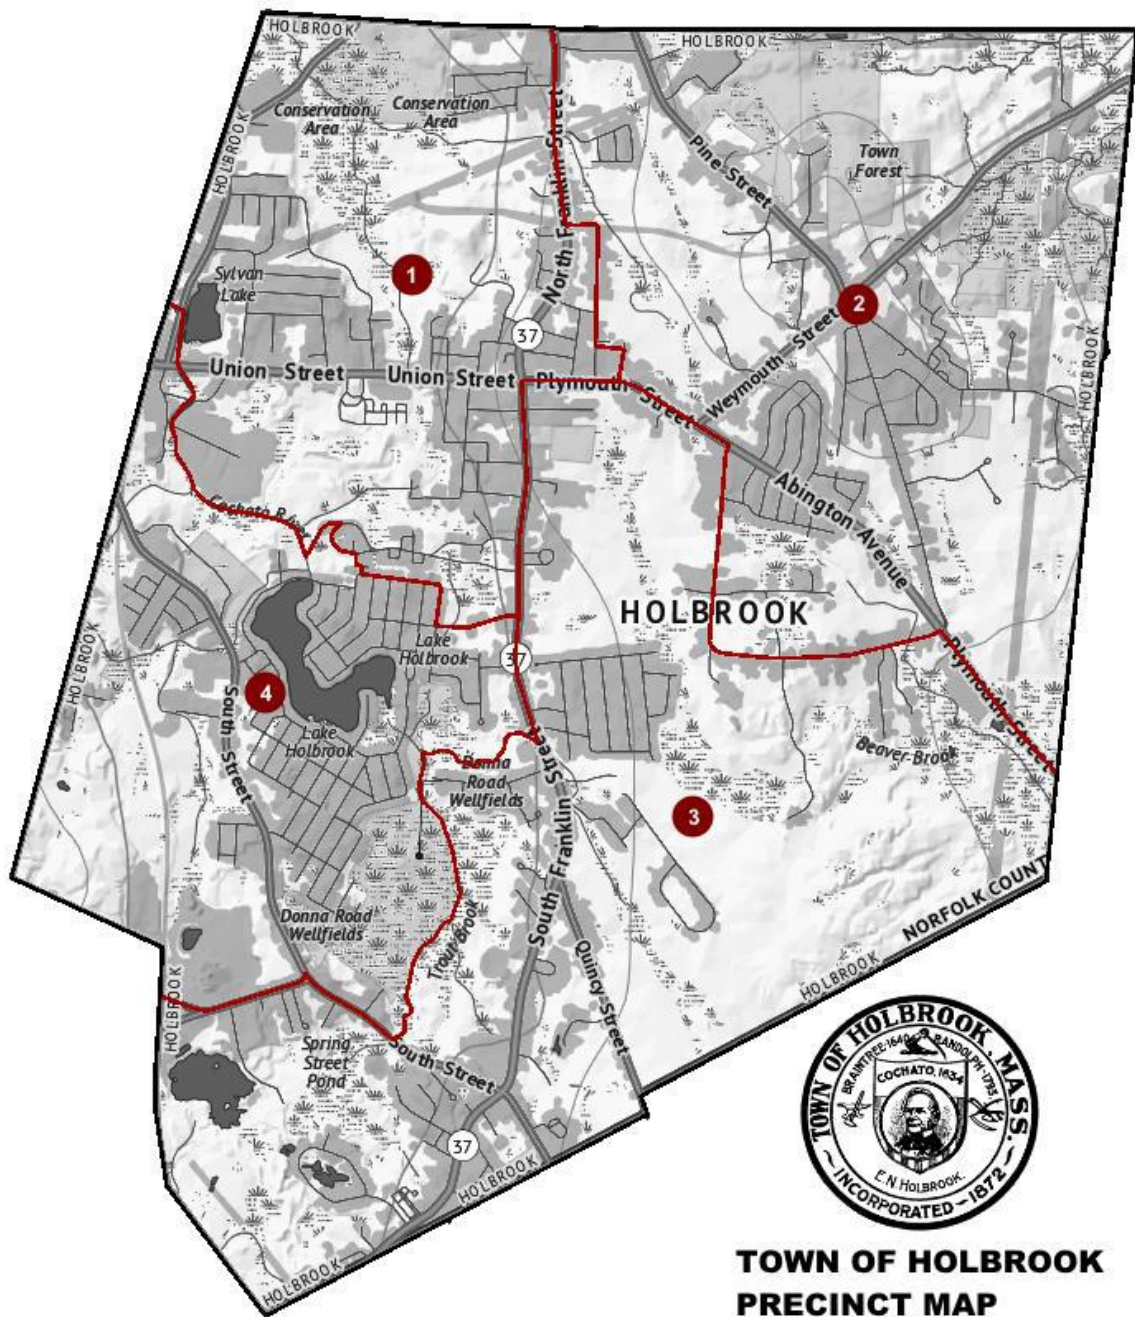 HOLBROOK
HOLBROOK
Conservation
Area
Conservation
Area
North Franklin Street
Pine Street
Town
Forest
HOLBROOK
Sylvan
Lake
1
2
37
Weymouth Street
HOLBROOK
Union Street
Union Street
Plymouth Street
Abington Avenue
HOLBROOK
37
Lake
Holbrook
HOLBROOK
4
South Street
Lake
Holbrook
Plymouth Street
Beaver Brook
Donna
Road
Wellfields
3
South Franklin Street
Donna Road
Wellfields
Trout Brook
Quincy Street
NORFOLK COUNT
HOLBROOK
HOLBROOK
Spring
Street
Pond
South Street
37
HOLBROOK
HOLBROOK
TOWN OF HOLBROOK, MASS.
BRAINTREE-1640
RANDOLPH-1793
COCHATO, 1634
E.N. HOLBROOK.
INCORPORATED 1872
TOWN OF HOLBROOK
PRECINCT MAP